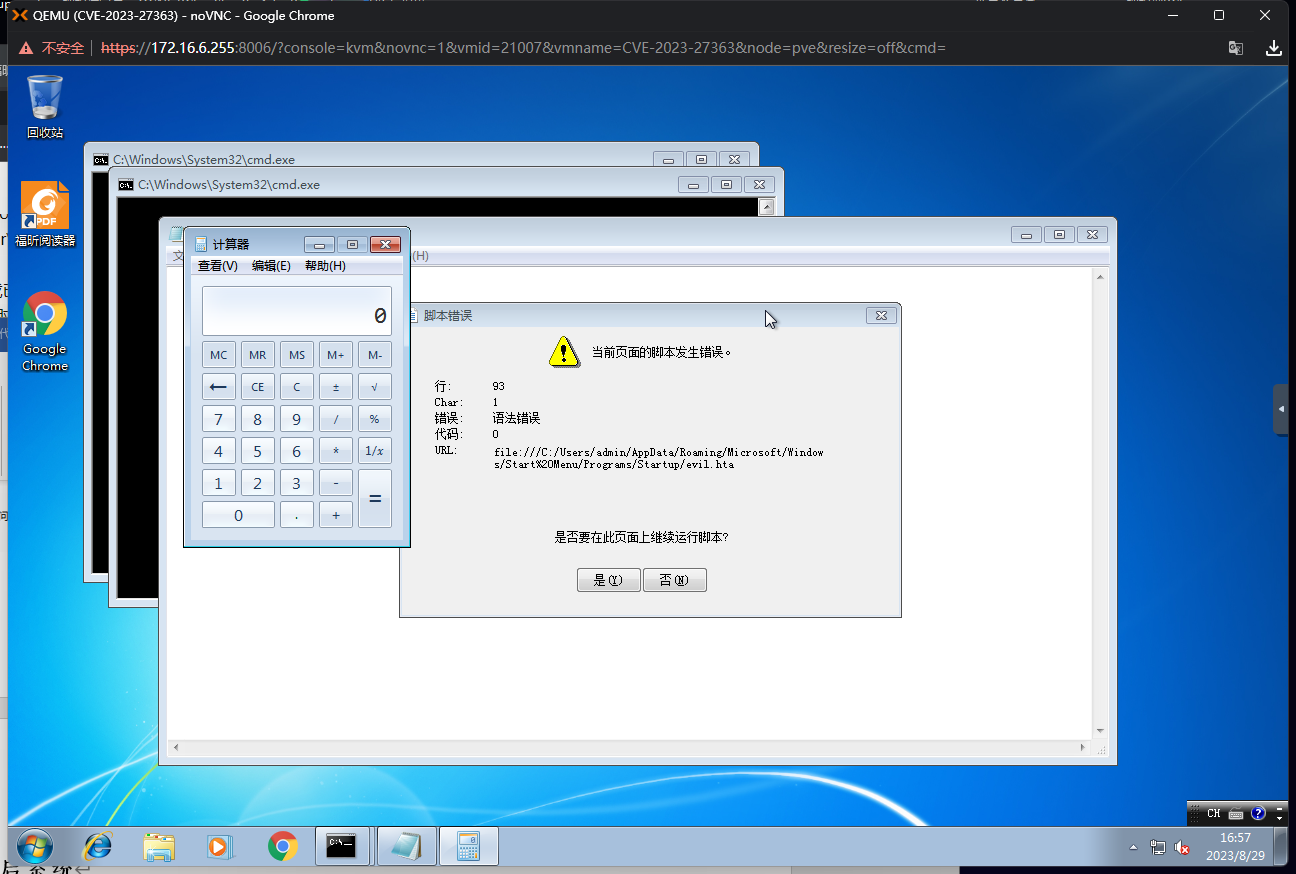 QEMU (CVE-2023-27363) - noVNC - Google Chrome
不安全 https://172.16.6.255:8006/?console=kvm&novnc=1&vmid=21007&vmname=CVE-2023-27363&node=pve&resize=off&cmd=
回收站
C:\Windows\System32\cmd.exe
C:\Windows\System32\cmd.exe
PDF
福昕阅读器
计算器
文
(H)
查看(V) 编辑(E) 帮助(H)
0
脚本错误
当前页面的脚本发生错误。
Google
Chrome
MC MR MS M+ M-
← CE C ± √
7 8 9 / %
4 5 6 * 1/x
1 2 3 - =
0 . +
行: 93
Char: 1
错误: 语法错误
代码: 0
URL: file:///C:/Users/admin/AppData/Roaming/Microsoft/Window
s/Start%20Menu/Programs/Startup/evil.hta
是否要在此页面上继续运行脚本?
是(Y) 否(N)
CH
C:\
16:57
2023/8/29
后系统